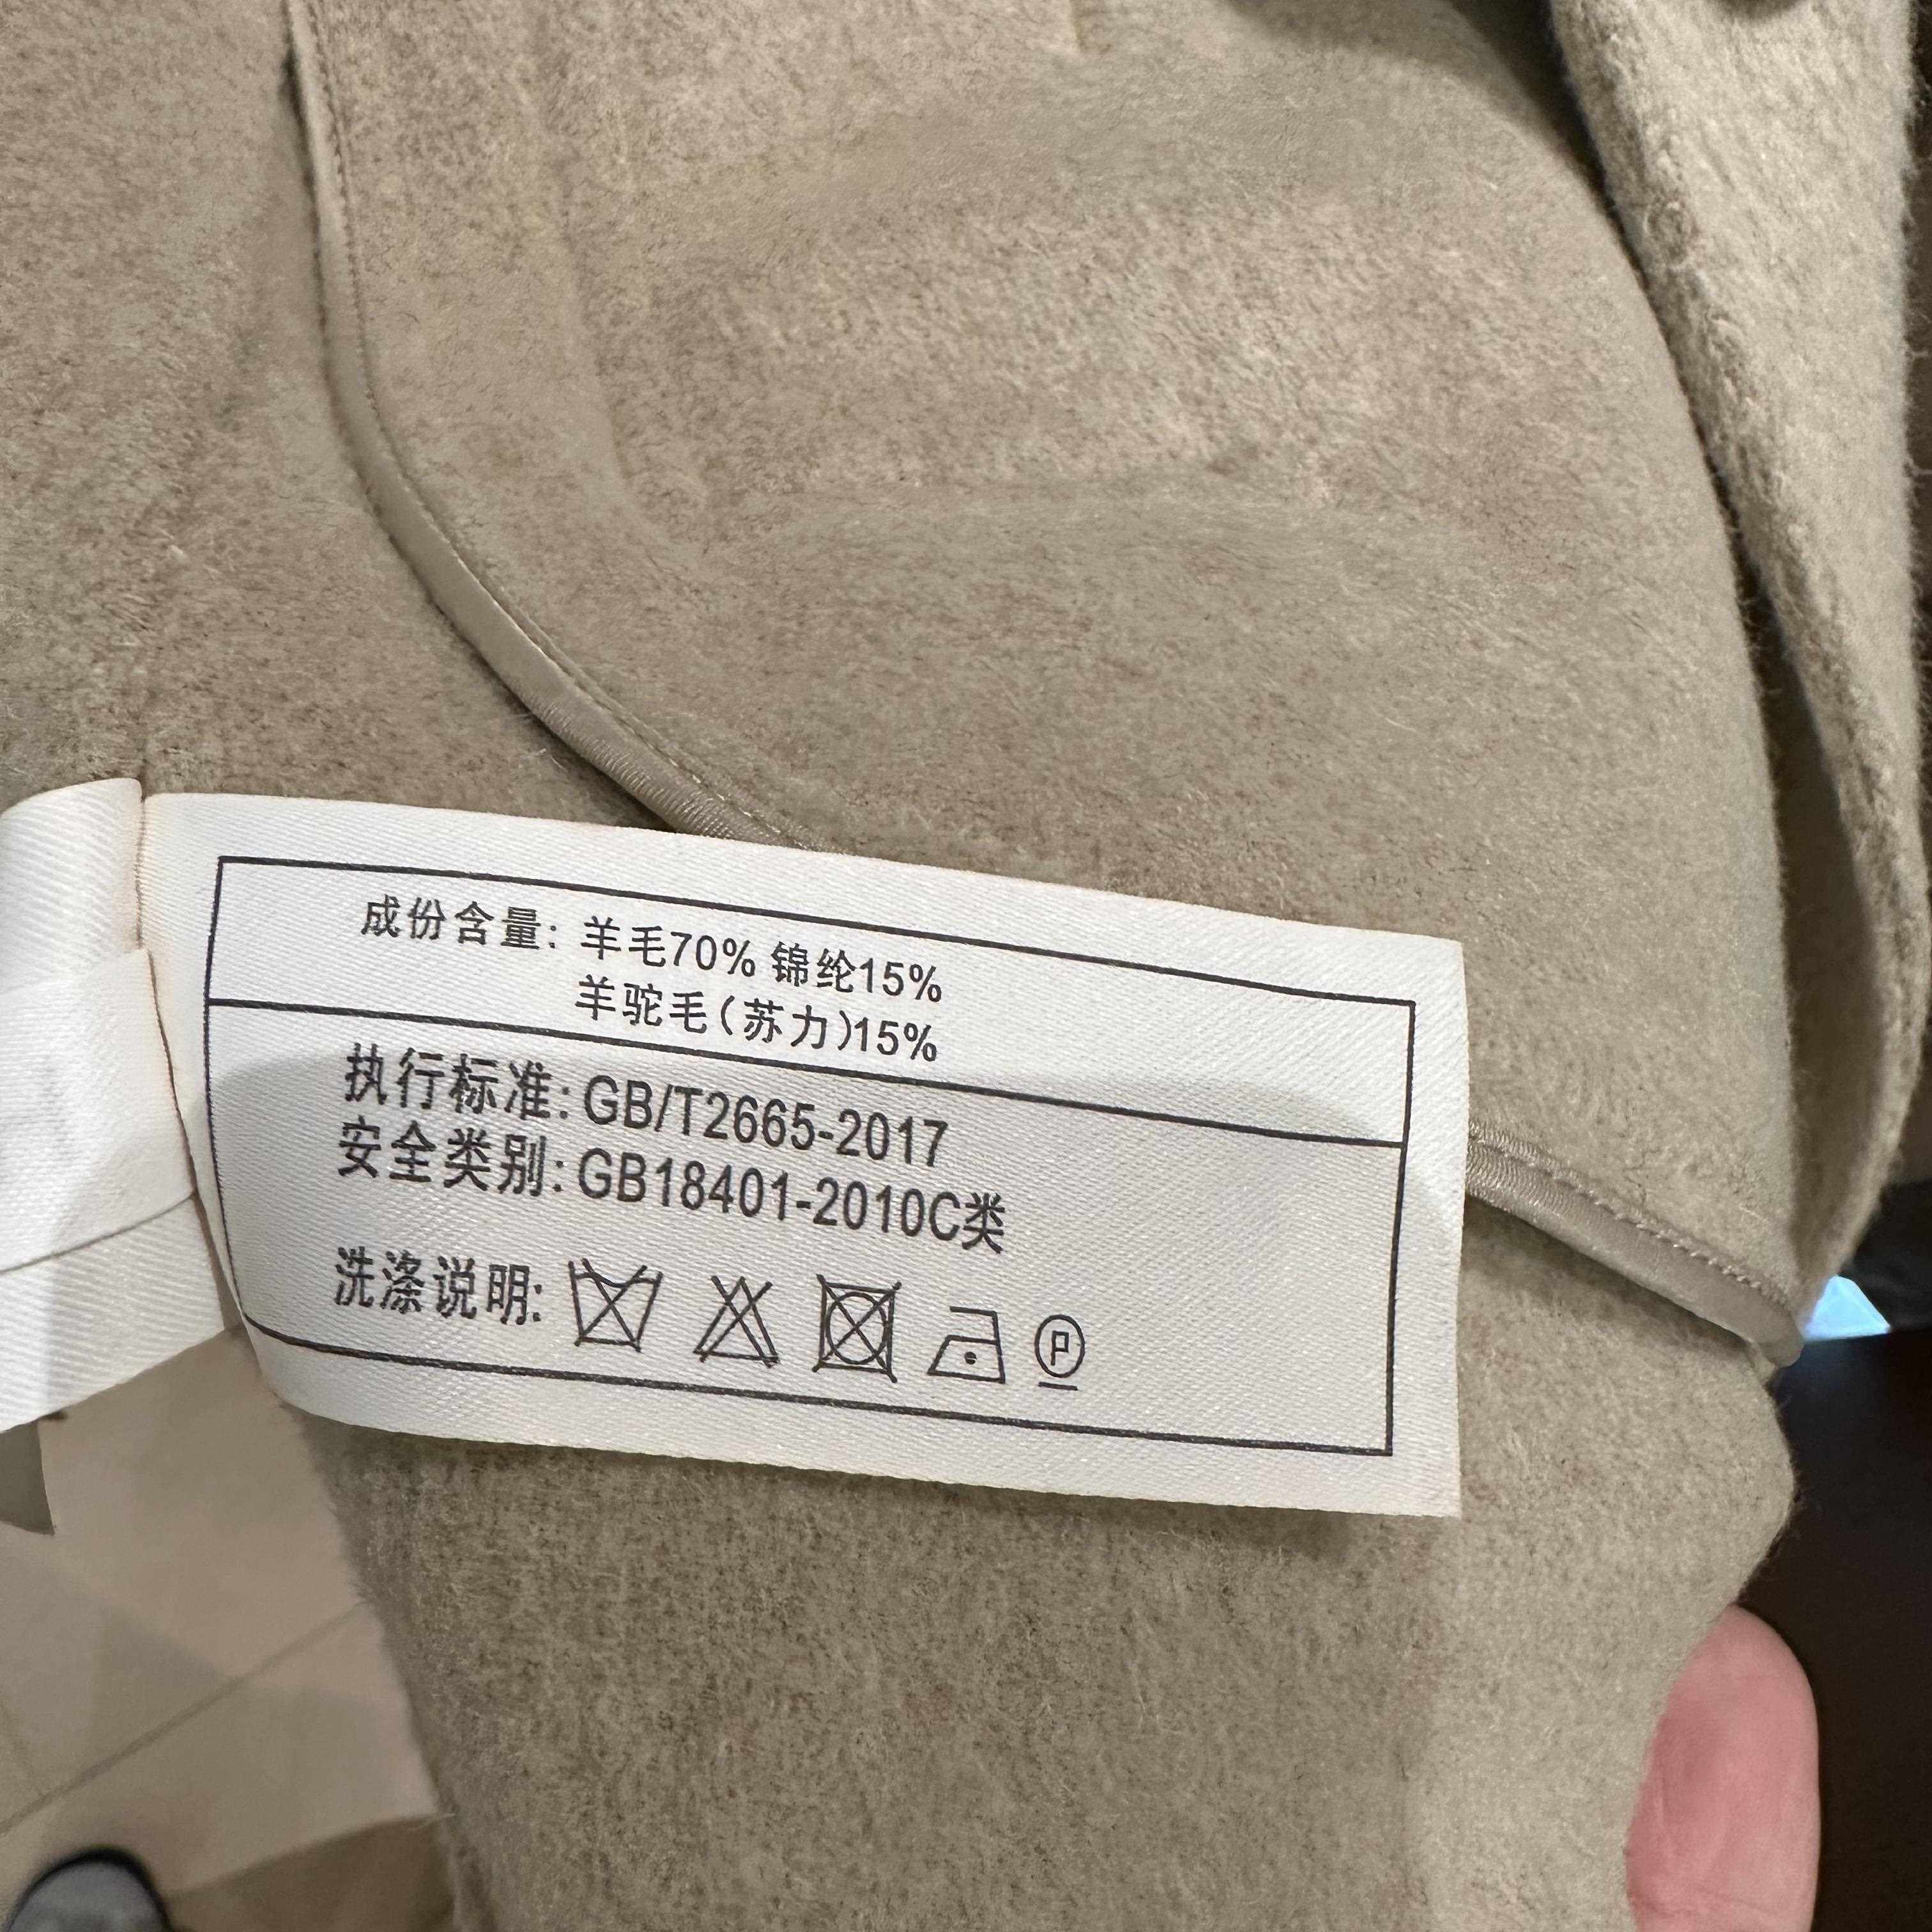 成份含量: 羊毛70% 锦纶15%
羊驼毛(苏力)15%
执行标准: GB/T2665-2017
安全类别: GB18401-2010C类
洗涤说明:
P